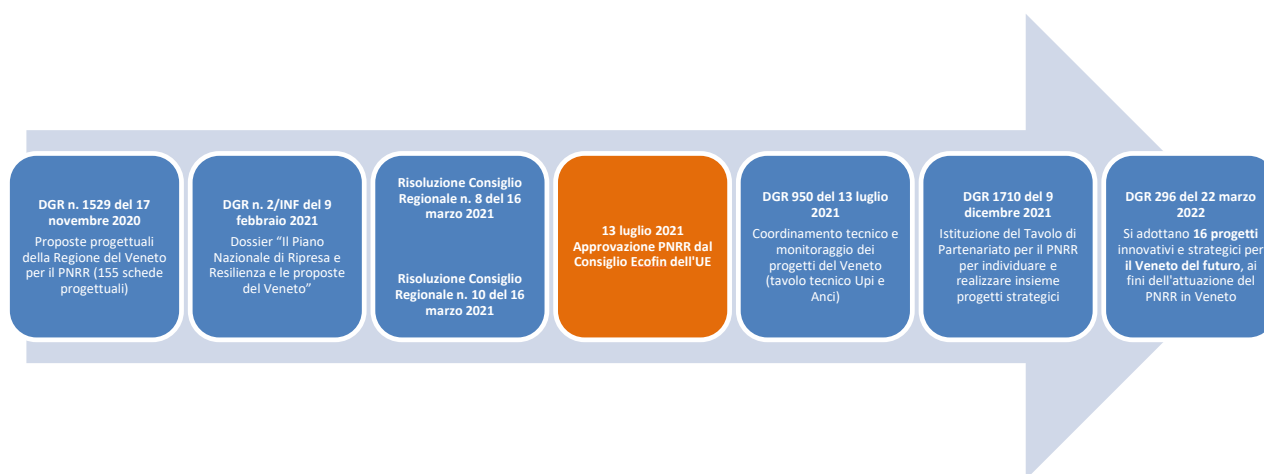 DGR n. 1529 del 17
novembre 2020
Proposte progettuali
della Regione del Veneto
per il PNRR (155 schede
progettuali)
DGR n. 2/INF del 9
febbraio 2021
Dossier “Il Piano
Nazionale di Ripresa e
Resilienza e le proposte
del Veneto”
Risoluzione Consiglio
Regionale n. 8 del 16
marzo 2021
Risoluzione Consiglio
Regionale n. 10 del 16
marzo 2021
13 luglio 2021
Approvazione PNRR dal
Consiglio Ecofin dell'UE
DGR 950 del 13 luglio
2021
Coordinamento tecnico e
monitoraggio dei
progetti del Veneto
(tavolo tecnico Upi e
Anci)
DGR 1710 del 9
dicembre 2021
Istituzione del Tavolo di
Partenariato per il PNRR
per individuare e
realizzare insieme
progetti strategici
DGR 296 del 22 marzo
2022
Si adottano 16 progetti
innovativi e strategici per
il Veneto del futuro, ai
fini dell'attuazione del
PNRR in Veneto